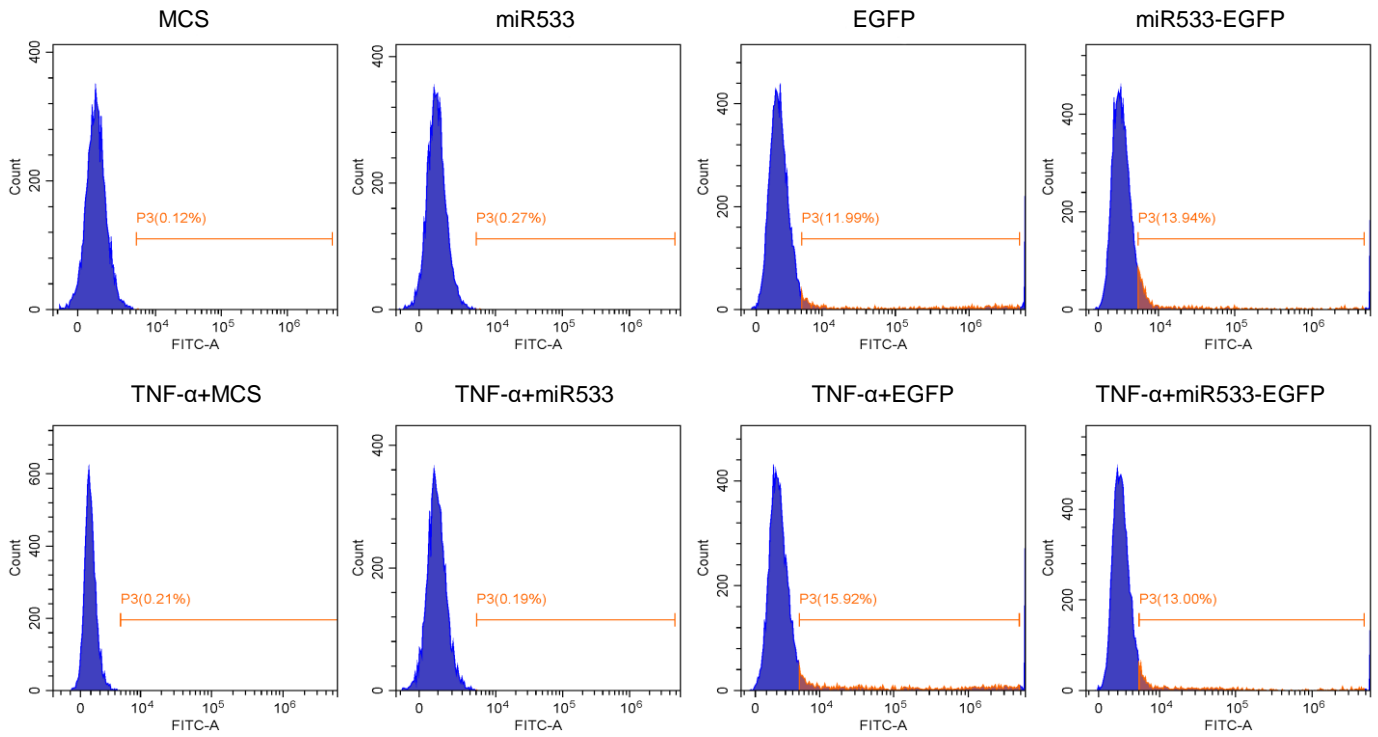 MCS
miR533
EGFP
miR533-EGFP
400
200
0
Count
P3(0.12%)
0
10⁴
10⁵
10⁶
FITC-A
400
200
0
Count
P3(0.27%)
0
10⁴
10⁵
10⁶
FITC-A
400
200
0
Count
P3(11.99%)
0
10⁴
10⁵
10⁶
FITC-A
400
200
0
Count
P3(13.94%)
0
10⁴
10⁵
10⁶
FITC-A
TNF-α+MCS
TNF-α+miR533
TNF-α+EGFP
TNF-α+miR533-EGFP
600
400
200
0
Count
P3(0.21%)
0
10⁴
10⁵
10⁶
FITC-A
400
200
0
Count
P3(0.19%)
0
10⁴
10⁵
10⁶
FITC-A
400
200
0
Count
P3(15.92%)
0
10⁴
10⁵
10⁶
FITC-A
400
200
0
Count
P3(13.00%)
0
10⁴
10⁵
10⁶
FITC-A